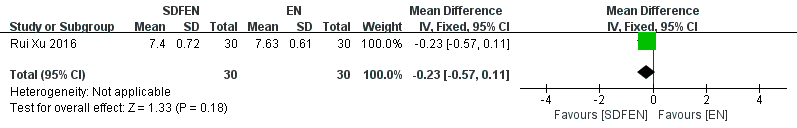 SDFEN EN Mean Difference Mean Difference
Study or Subgroup Mean SD Total Mean SD Total Weight IV, Fixed, 95% CI IV, Fixed, 95% CI
Rui Xu 2016 7.4 0.72 30 7.63 0.61 30 100.0% -0.23 [-0.57, 0.11]
Total (95% CI) 30 30 100.0% -0.23 [-0.57, 0.11]
Heterogeneity: Not applicable
Test for overall effect: Z = 1.33 (P = 0.18)
-4 -2 0 2 4
Favours [SDFEN] Favours [EN]